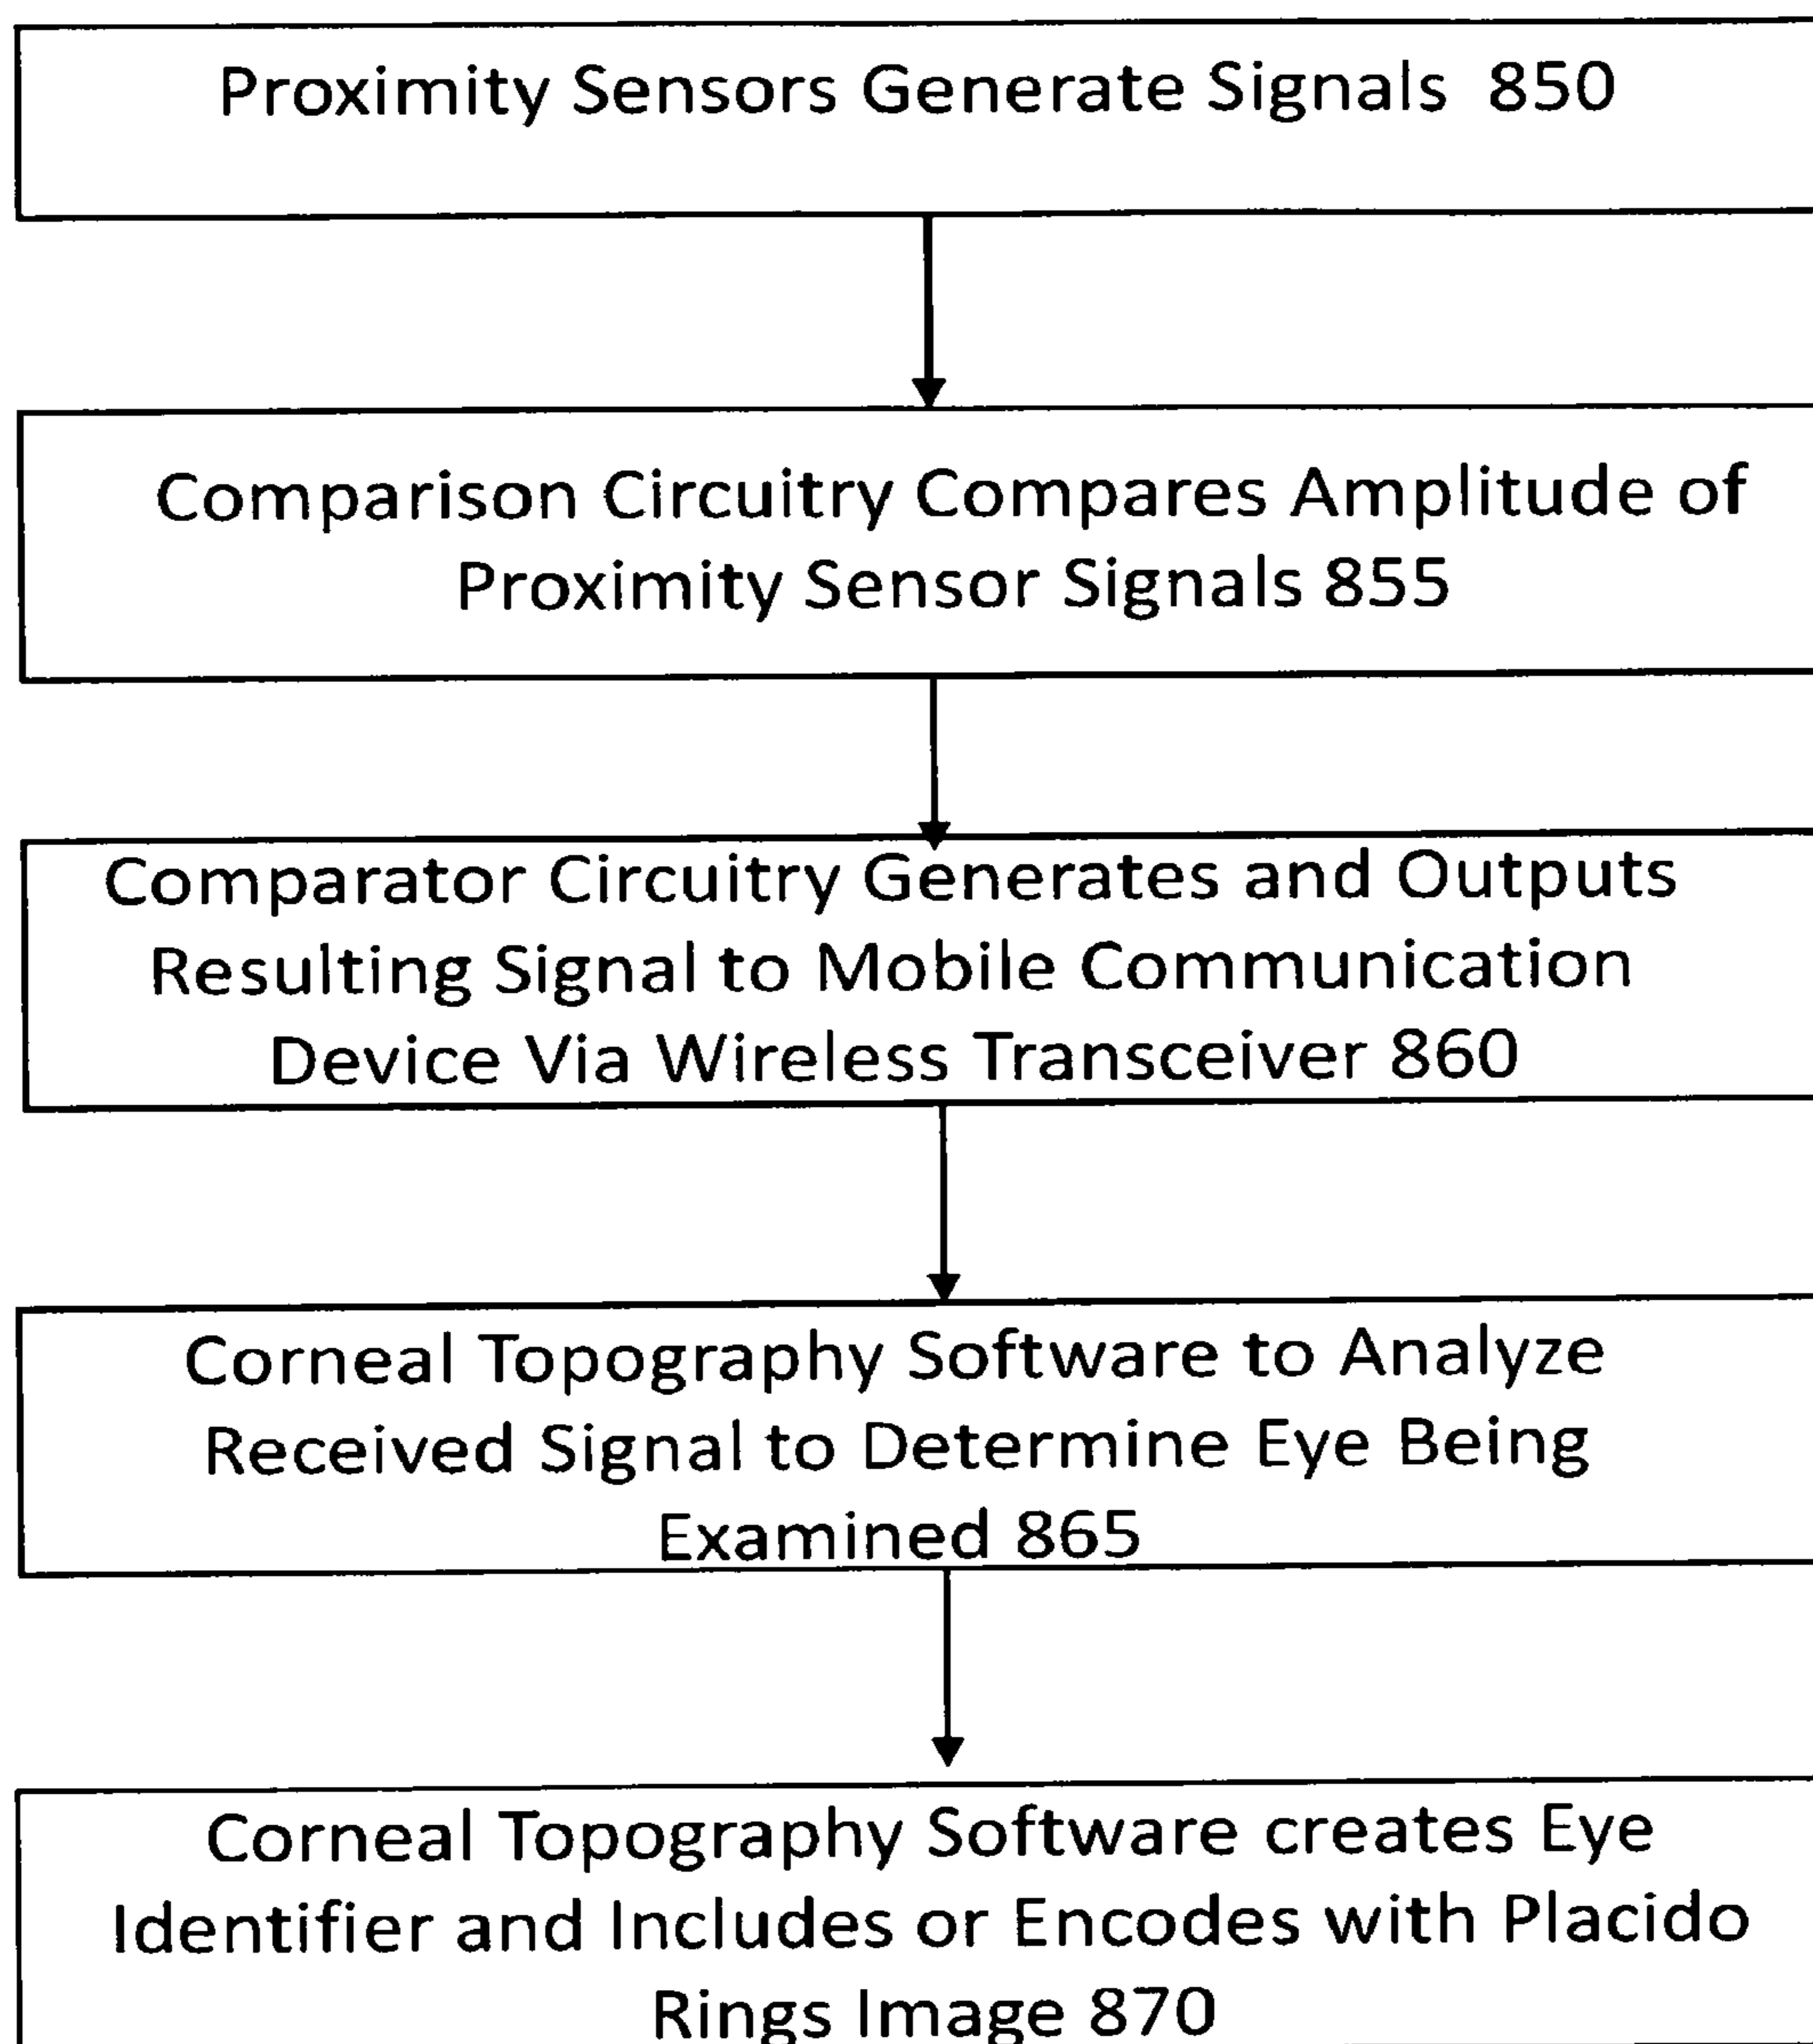 Proximity Sensors Generate Signals 850
Comparison Circuitry Compares Amplitude of
Proximity Sensor Signals 855
Comparator Circuitry Generates and Outputs
Resulting Signal to Mobile Communication
Device Via Wireless Transceiver 860
Corneal Topography Software to Analyze
Received Signal to Determine Eye Being
Examined 865
Corneal Topography Software creates Eye
Identifier and Includes or Encodes with Placido
Rings Image 870